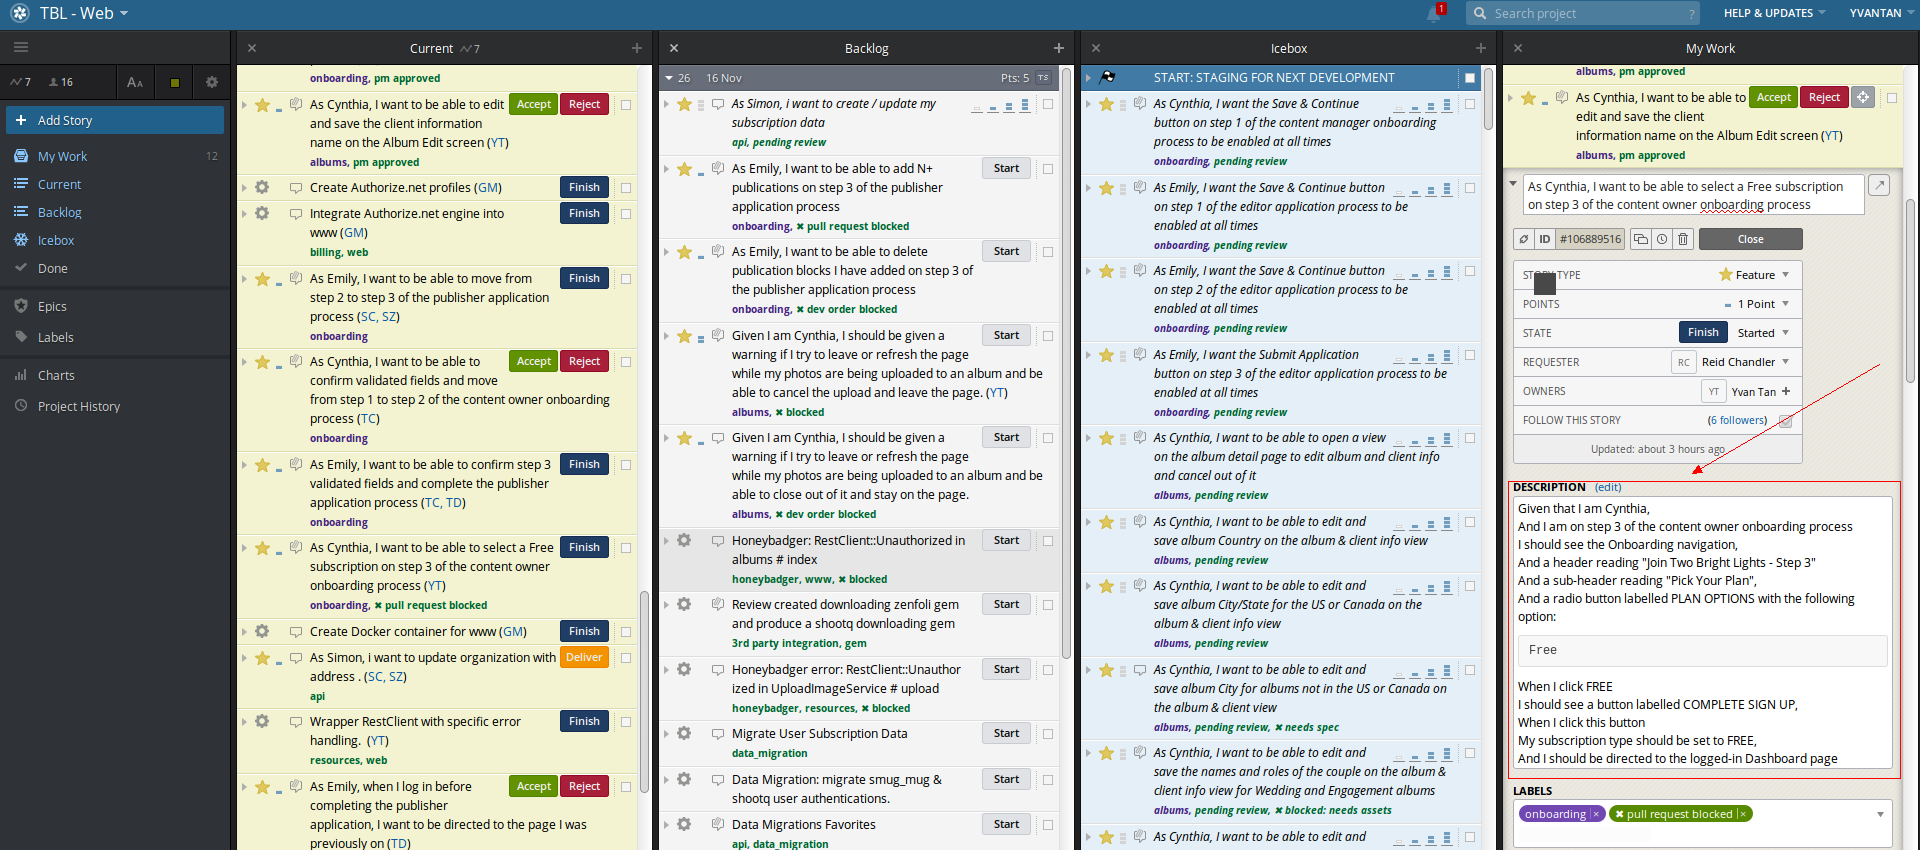 TBL - Web
1
Search project
?
HELP & UPDATES
YVANTAN
7
16
AA
Add Story
My Work
12
Current
Backlog
Icebox
Done
Epics
Labels
Charts
Project History
Current
7
onboarding, pm approved
As Cynthia, I want to be able to edit
Accept
Reject
and save the client information
name on the Album Edit screen (YT)
albums, pm approved
Create Authorize.net profiles (GM)
Finish
Integrate Authorize.net engine into
Finish
www (GM)
billing, web
As Emily, I want to be able to move from
Finish
step 2 to step 3 of the publisher application
process (SC, SZ)
onboarding
As Cynthia, I want to be able to
Accept
Reject
confirm validated fields and move
from step 1 to step 2 of the content owner onboarding
process (TC)
onboarding
As Emily, I want to be able to confirm step 3
Finish
validated fields and complete the publisher
application process (TC, TD)
onboarding
As Cynthia, I want to be able to select a Free
Finish
subscription on step 3 of the content owner
onboarding process (YT)
onboarding, ✖ pull request blocked
Create Docker container for www (GM)
Finish
As Simon, i want to update organization with
Deliver
address . (SC, SZ)
api
Wrapper RestClient with specific error
Finish
handling. (YT)
resources, web
As Emily, when I log in before
Accept
Reject
completing the publisher
application, I want to be directed to the page I was
previously on (TD)
Backlog
26
16 Nov
Pts: 5
TS
As Simon, i want to create / update my
subscription data
api, pending review
As Emily, I want to be able to add N+
Start
publications on step 3 of the publisher
application process
onboarding, ✖ pull request blocked
As Emily, I want to be able to delete
Start
publication blocks I have added on step 3 of
the publisher application process
onboarding, ✖ dev order blocked
Given I am Cynthia, I should be given a
Start
warning if I try to leave or refresh the page
while my photos are being uploaded to an album and be
able to cancel the upload and leave the page. (YT)
albums, ✖ blocked
Given I am Cynthia, I should be given a
Start
warning if I try to leave or refresh the page
while my photos are being uploaded to an album and be
able to close out of it and stay on the page.
albums, ✖ dev order blocked
Honeybadger: RestClient::Unauthorized in
Start
albums # index
honeybadger, www, ✖ blocked
Review created downloading zenfoli gem
Start
and produce a shootq downloading gem
3rd party integration, gem
Honeybadger error: RestClient::Unauthor
Start
ized in UploadImageService # upload
honeybadger, resources, ✖ blocked
Migrate User Subscription Data
Start
data_migration
Data Migration: migrate smug_mug &
Start
shootq user authentications.
Data Migrations Favorites
Start
api, data_migration
Icebox
START: STAGING FOR NEXT DEVELOPMENT
As Cynthia, I want the Save & Continue
button on step 1 of the content manager onboarding
process to be enabled at all times
onboarding, pending review
As Emily, I want the Save & Continue button
on step 1 of the editor application process to be
enabled at all times
onboarding, pending review
As Emily, I want the Save & Continue button
on step 2 of the editor application process to be
enabled at all times
onboarding, pending review
As Emily, I want the Submit Application
button on step 3 of the editor application process to be
enabled at all times
onboarding, pending review
As Cynthia, I want to be able to open a view
on the album detail page to edit album and client info
and cancel out of it
albums, pending review
As Cynthia, I want to be able to edit and
save album Country on the album & client info view
albums, pending review
As Cynthia, I want to be able to edit and
save album City/State for the US or Canada on the
album & client info view
albums, pending review
As Cynthia, I want to be able to edit and
save album City for albums not in the US or Canada on
the album & client view
albums, pending review, ✖ needs spec
As Cynthia, I want to be able to edit and
save the names and roles of the couple on the album &
client info view for Wedding and Engagement albums
albums, pending review, ✖ blocked: needs assets
As Cynthia, I want to be able to edit and
My Work
albums, pm approved
As Cynthia, I want to be able to
Accept
Reject
edit and save the client
information name on the Album Edit screen (YT)
albums, pm approved
As Cynthia, I want to be able to select a Free subscription
on step 3 of the content owner onboarding process
ID
#106889516
Close
STORY TYPE
Feature
POINTS
1 Point
STATE
Finish
Started
REQUESTER
RC
Reid Chandler
OWNERS
YT
Yvan Tan
FOLLOW THIS STORY
(6 followers)
Updated: about 3 hours ago
DESCRIPTION (edit)
Given that I am Cynthia,
And I am on step 3 of the content owner onboarding process
I should see the Onboarding navigation,
And a header reading "Join Two Bright Lights - Step 3"
And a sub-header reading "Pick Your Plan",
And a radio button labelled PLAN OPTIONS with the following
option:
Free
When I click FREE
I should see a button labelled COMPLETE SIGN UP,
When I click this button
My subscription type should be set to FREE,
And I should be directed to the logged-in Dashboard page
LABELS
onboarding ×
✖ pull request blocked ×